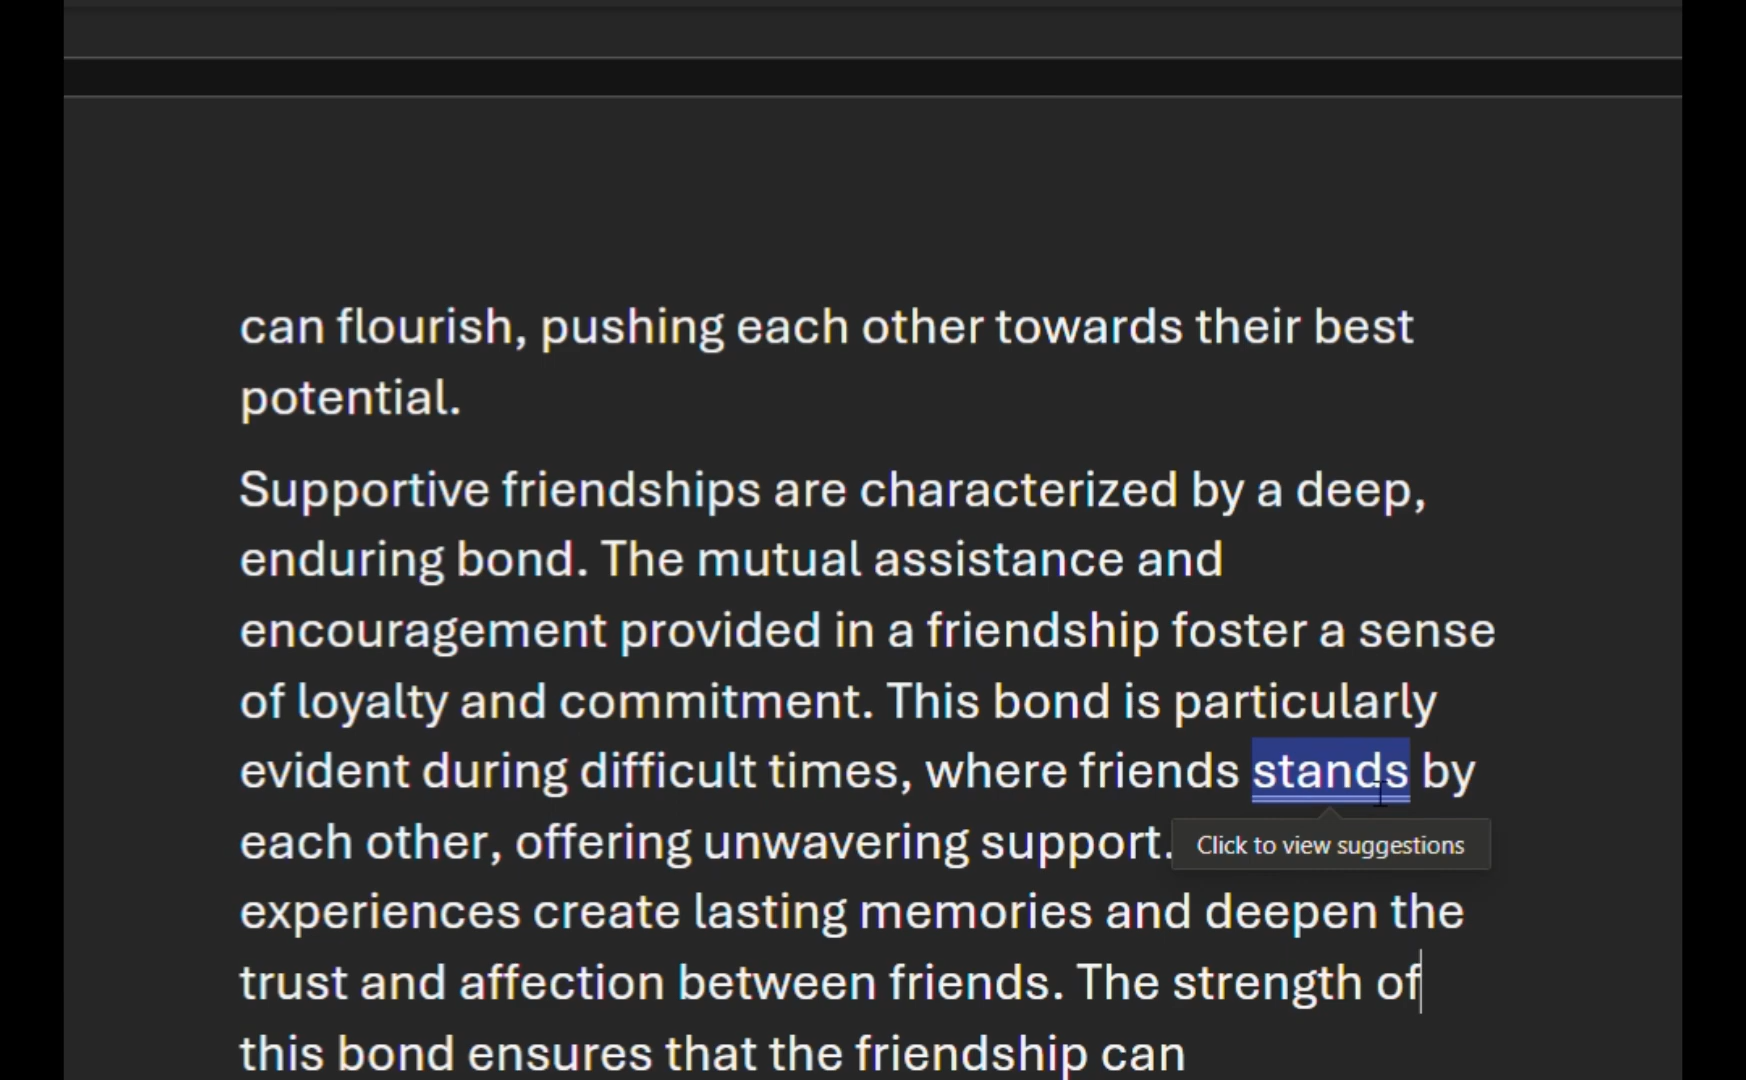 can flourish, pushing each other towards their best
potential.
Supportive friendships are characterized by a deep,
enduring bond. The mutual assistance and
encouragement provided in a friendship foster a sense
of loyalty and commitment. This bond is particularly
evident during difficult times, where friends stands by
each other, offering unwavering support.
Click to view suggestions
experiences create lasting memories and deepen the
trust and affection between friends. The strength of
this bond ensures that the friendship can